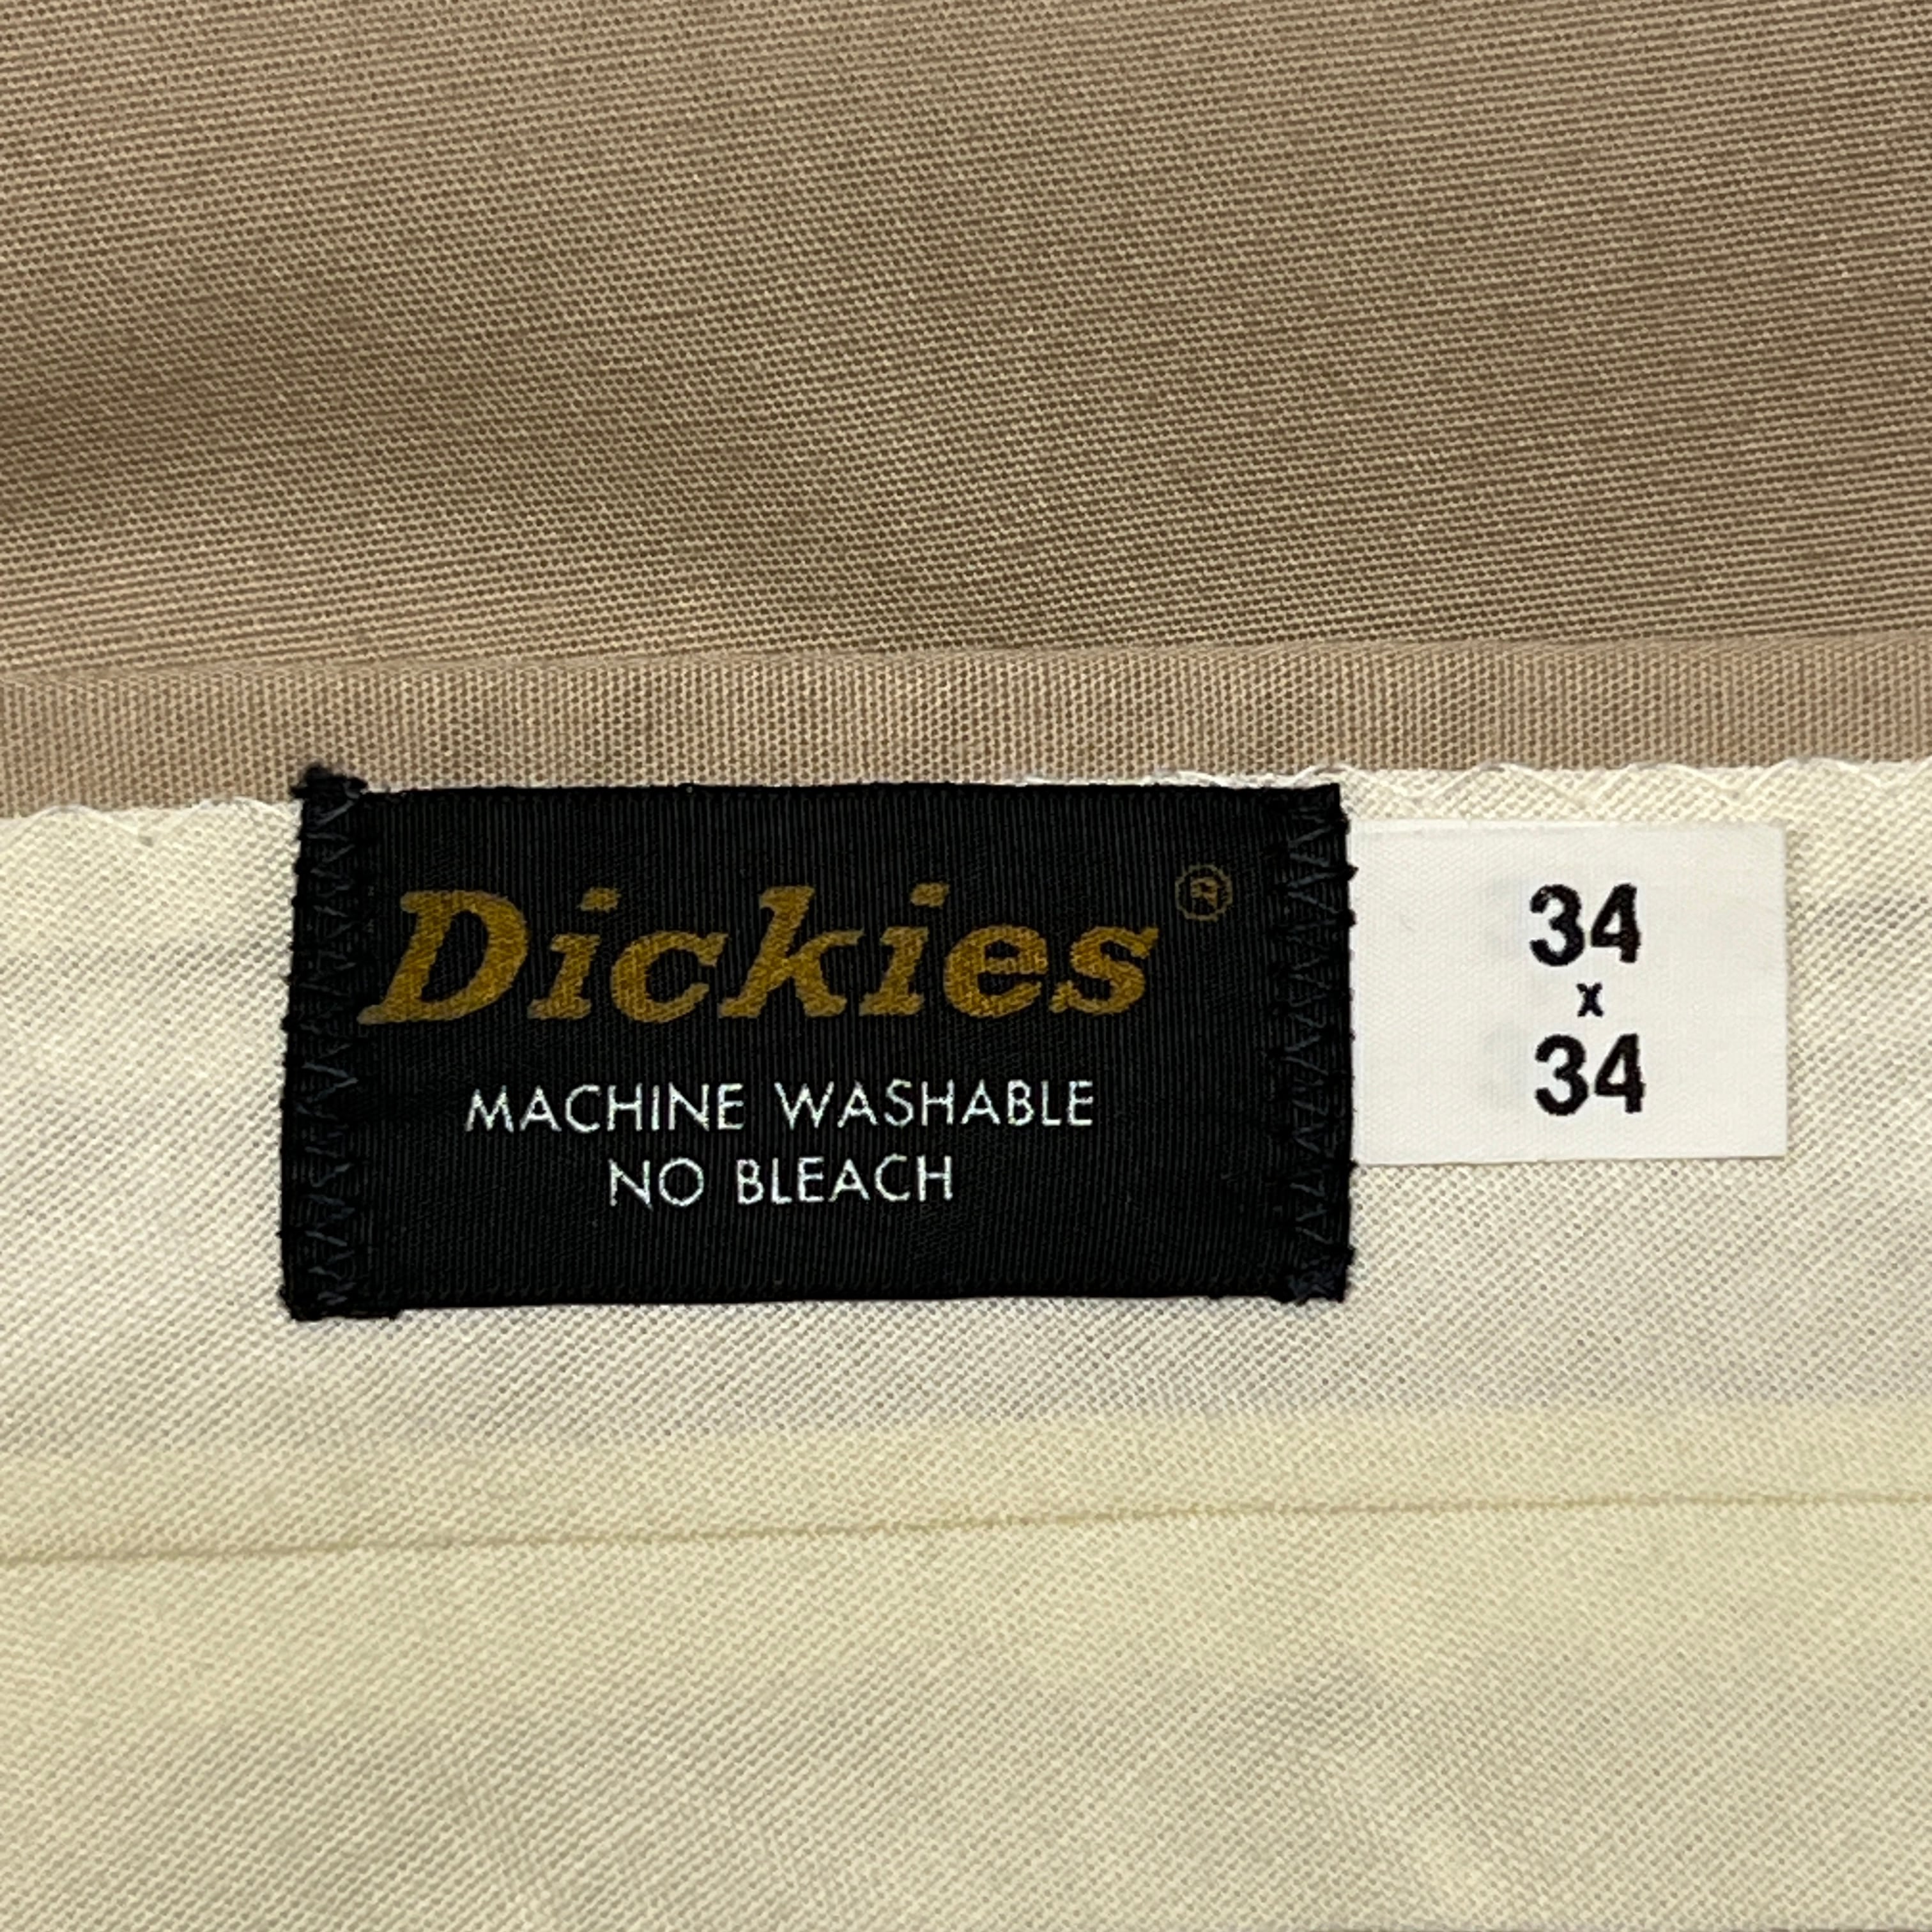 Dickies®
MACHINE WASHABLE
NO BLEACH
34
x
34